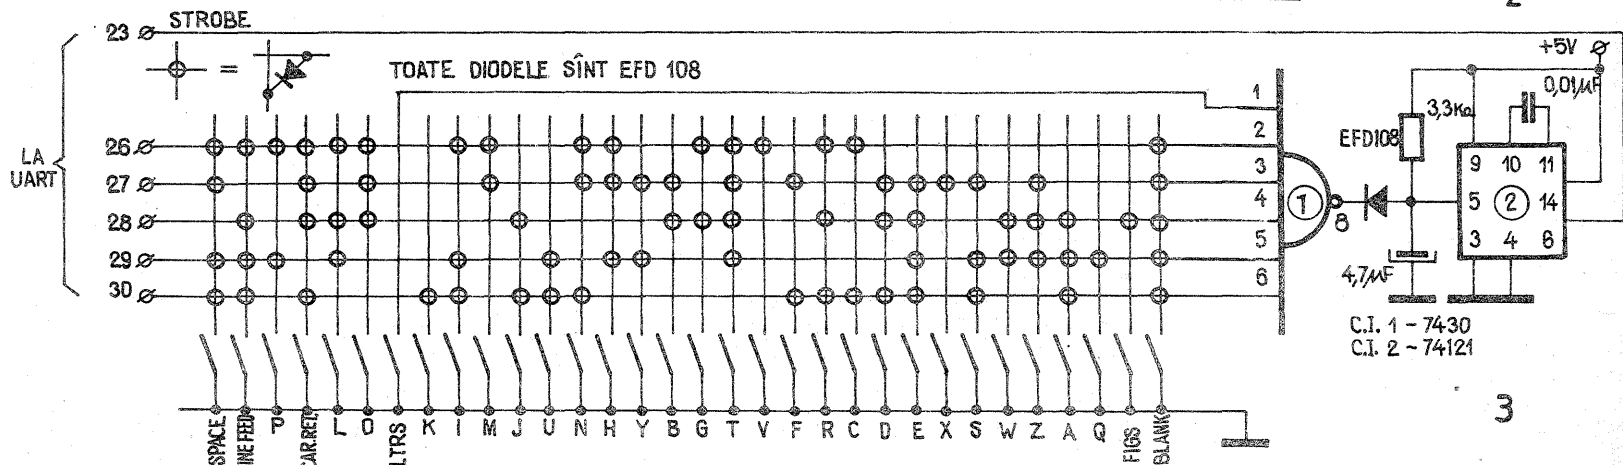 2
STROBE
23
+5V
=
TOATE DIODELE SÎNT EFD 108
0,01µF
1
3,3KΩ
2
26
EFD108
LA
UART
3
9 10 11
27
4
1
5 2 14
28
8
5
3 4 6
29
6
4,7µF
30
C.I. 1 - 7430
C.I. 2 - 74121
3
SPACE
INEFEED
P
CAR.RET.
L
O
LTRS
K
I
M
J
U
N
H
Y
B
G
T
V
F
R
C
D
E
X
S
W
Z
A
Q
FIGS
BLANK